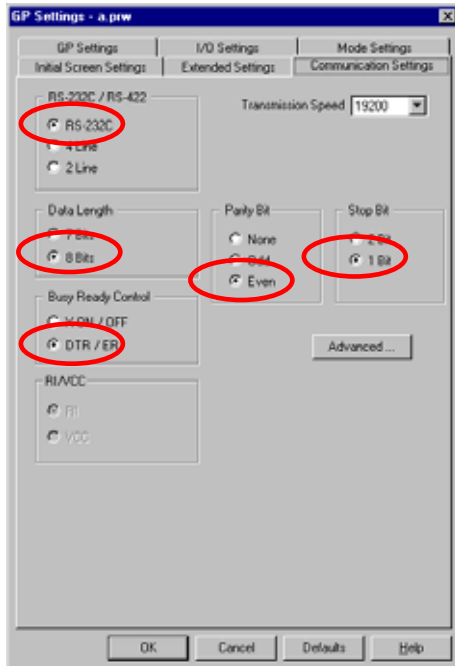 GP Settings - a.prw
GP Settings
I/O Settings
Mode Settings
Initial Screen Settings
Extended Settings
Communication Settings
RS-232C / RS-422
RS-232C
4 Line
2 Line
Transmission Speed
19200
Data Length
7 Bits
8 Bits
Parity Bit
None
Odd
Even
Stop Bit
2 Bit
1 Bit
Busy Ready Control
X-ON / OFF
DTR / ER
Advanced ...
RI/VCC
RI
VCC
OK
Cancel
Defaults
Help